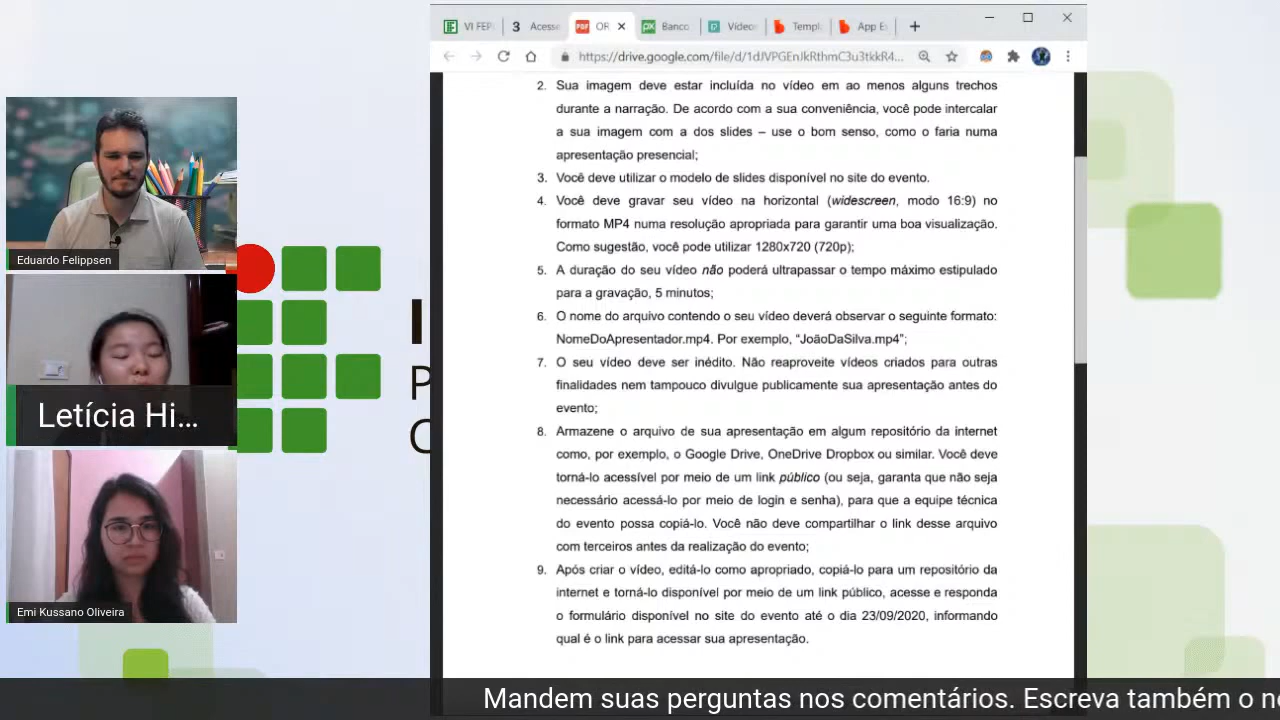 VI FEP
3 Acesse
OR
Banco
Vídeo
Templ
App E
https://drive.google.com/file/d/1dJVPGEnJkRthmC3u3tkkR4...
2. Sua imagem deve estar incluída no vídeo em ao menos alguns trechos
durante a narração. De acordo com a sua conveniência, você pode intercalar
a sua imagem com a dos slides – use o bom senso, como o faria numa
apresentação presencial;
3. Você deve utilizar o modelo de slides disponível no site do evento.
4. Você deve gravar seu vídeo na horizontal (widescreen, modo 16:9) no
formato MP4 numa resolução apropriada para garantir uma boa visualização.
Como sugestão, você pode utilizar 1280x720 (720p);
5. A duração do seu vídeo não poderá ultrapassar o tempo máximo estipulado
para a gravação, 5 minutos;
6. O nome do arquivo contendo o seu vídeo deverá observar o seguinte formato:
NomeDoApresentador.mp4. Por exemplo, “JoãoDaSilva.mp4”;
7. O seu vídeo deve ser inédito. Não reaproveite vídeos criados para outras
finalidades nem tampouco divulgue publicamente sua apresentação antes do
evento;
8. Armazene o arquivo de sua apresentação em algum repositório da internet
como, por exemplo, o Google Drive, OneDrive Dropbox ou similar. Você deve
torná-lo acessível por meio de um link público (ou seja, garanta que não seja
necessário acessá-lo por meio de login e senha), para que a equipe técnica
do evento possa copiá-lo. Você não deve compartilhar o link desse arquivo
com terceiros antes da realização do evento;
9. Após criar o vídeo, editá-lo como apropriado, copiá-lo para um repositório da
internet e torná-lo disponível por meio de um link público, acesse e responda
o formulário disponível no site do evento até o dia 23/09/2020, informando
qual é o link para acessar sua apresentação.
Eduardo Felippsen
Letícia Hi...
Emi Kussano Oliveira
I
P
C
Mandem suas perguntas nos comentários. Escreva também o no